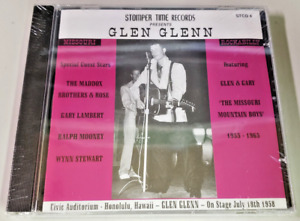 STOMPER TIME RECORDS
PRESENTS
STCD 6
GLEN GLENN
MISSOURI
ROCKABILLY
Special Guest Stars
THE MADDOX
BROTHERS & ROSE
GARY LAMBERT
RALPH MOONEY
WYNN STEWART
featuring
GLEN & GARY
'THE MISSOURI
MOUNTAIN BOYS'
1953 - 1963
Civic Auditorium - Honolulu, Hawaii - GLEN GLENN - On Stage July 18th 1958